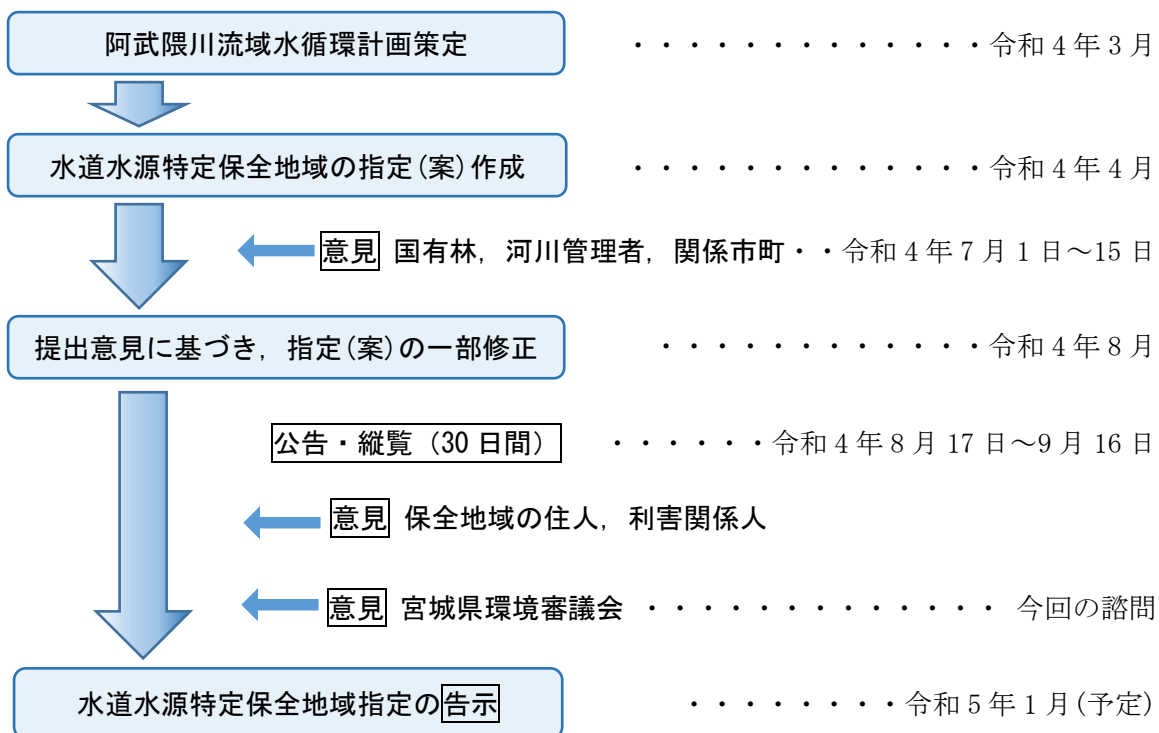 阿武隈川流域水循環計画策定 ・・・・・・・・・・・・・令和４年３月
水道水源特定保全地域の指定(案)作成 ・・・・・・・・・・・・・令和４年４月
意見 国有林，河川管理者，関係市町・・令和４年７月１日～15日
提出意見に基づき，指定(案)の一部修正 ・・・・・・・・・・・・令和４年８月
公告・縦覧（30日間） ・・・・・・令和４年８月17日～9月16日
意見 保全地域の住人，利害関係人
意見 宮城県環境審議会 ・・・・・・・・・・・・・ 今回の諮問
水道水源特定保全地域指定の告示 ・・・・・・・・令和５年１月(予定)